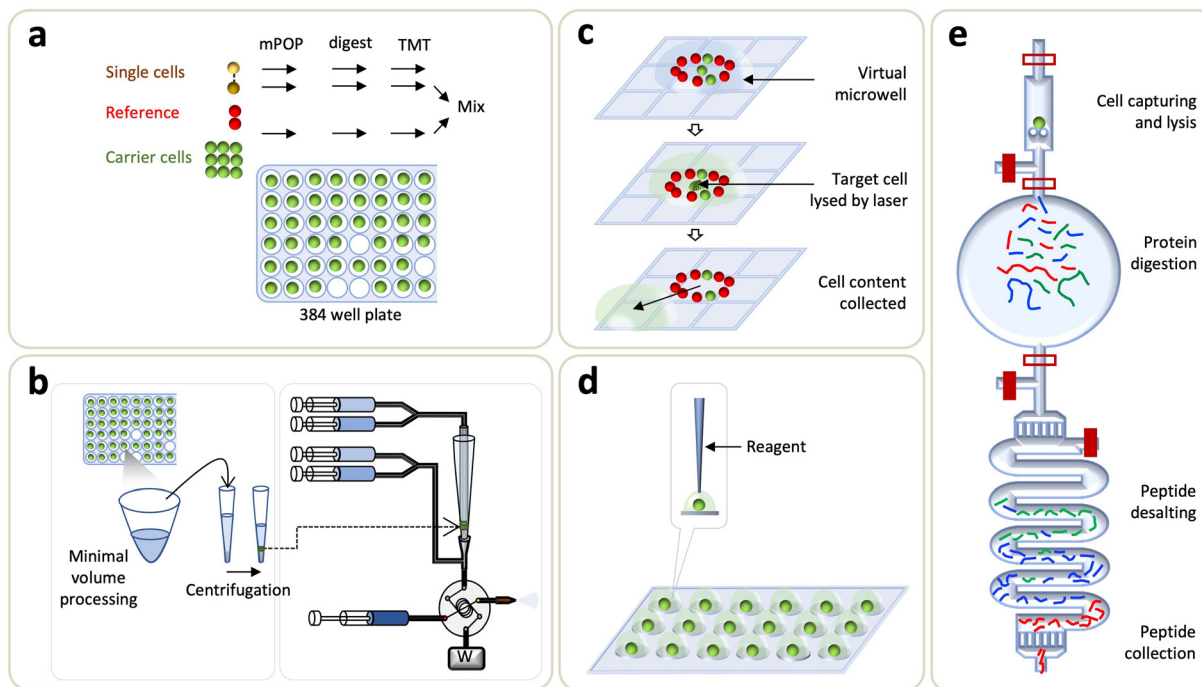 a
mPOP digest TMT
Single cells
Reference
Mix
Carrier cells
384 well plate
b
Minimal
volume
processing
Centrifugation
W
c
Virtual
microwell
Target cell
lysed by laser
Cell content
collected
d
Reagent
e
Cell capturing
and lysis
Protein
digestion
Peptide
desalting
Peptide
collection